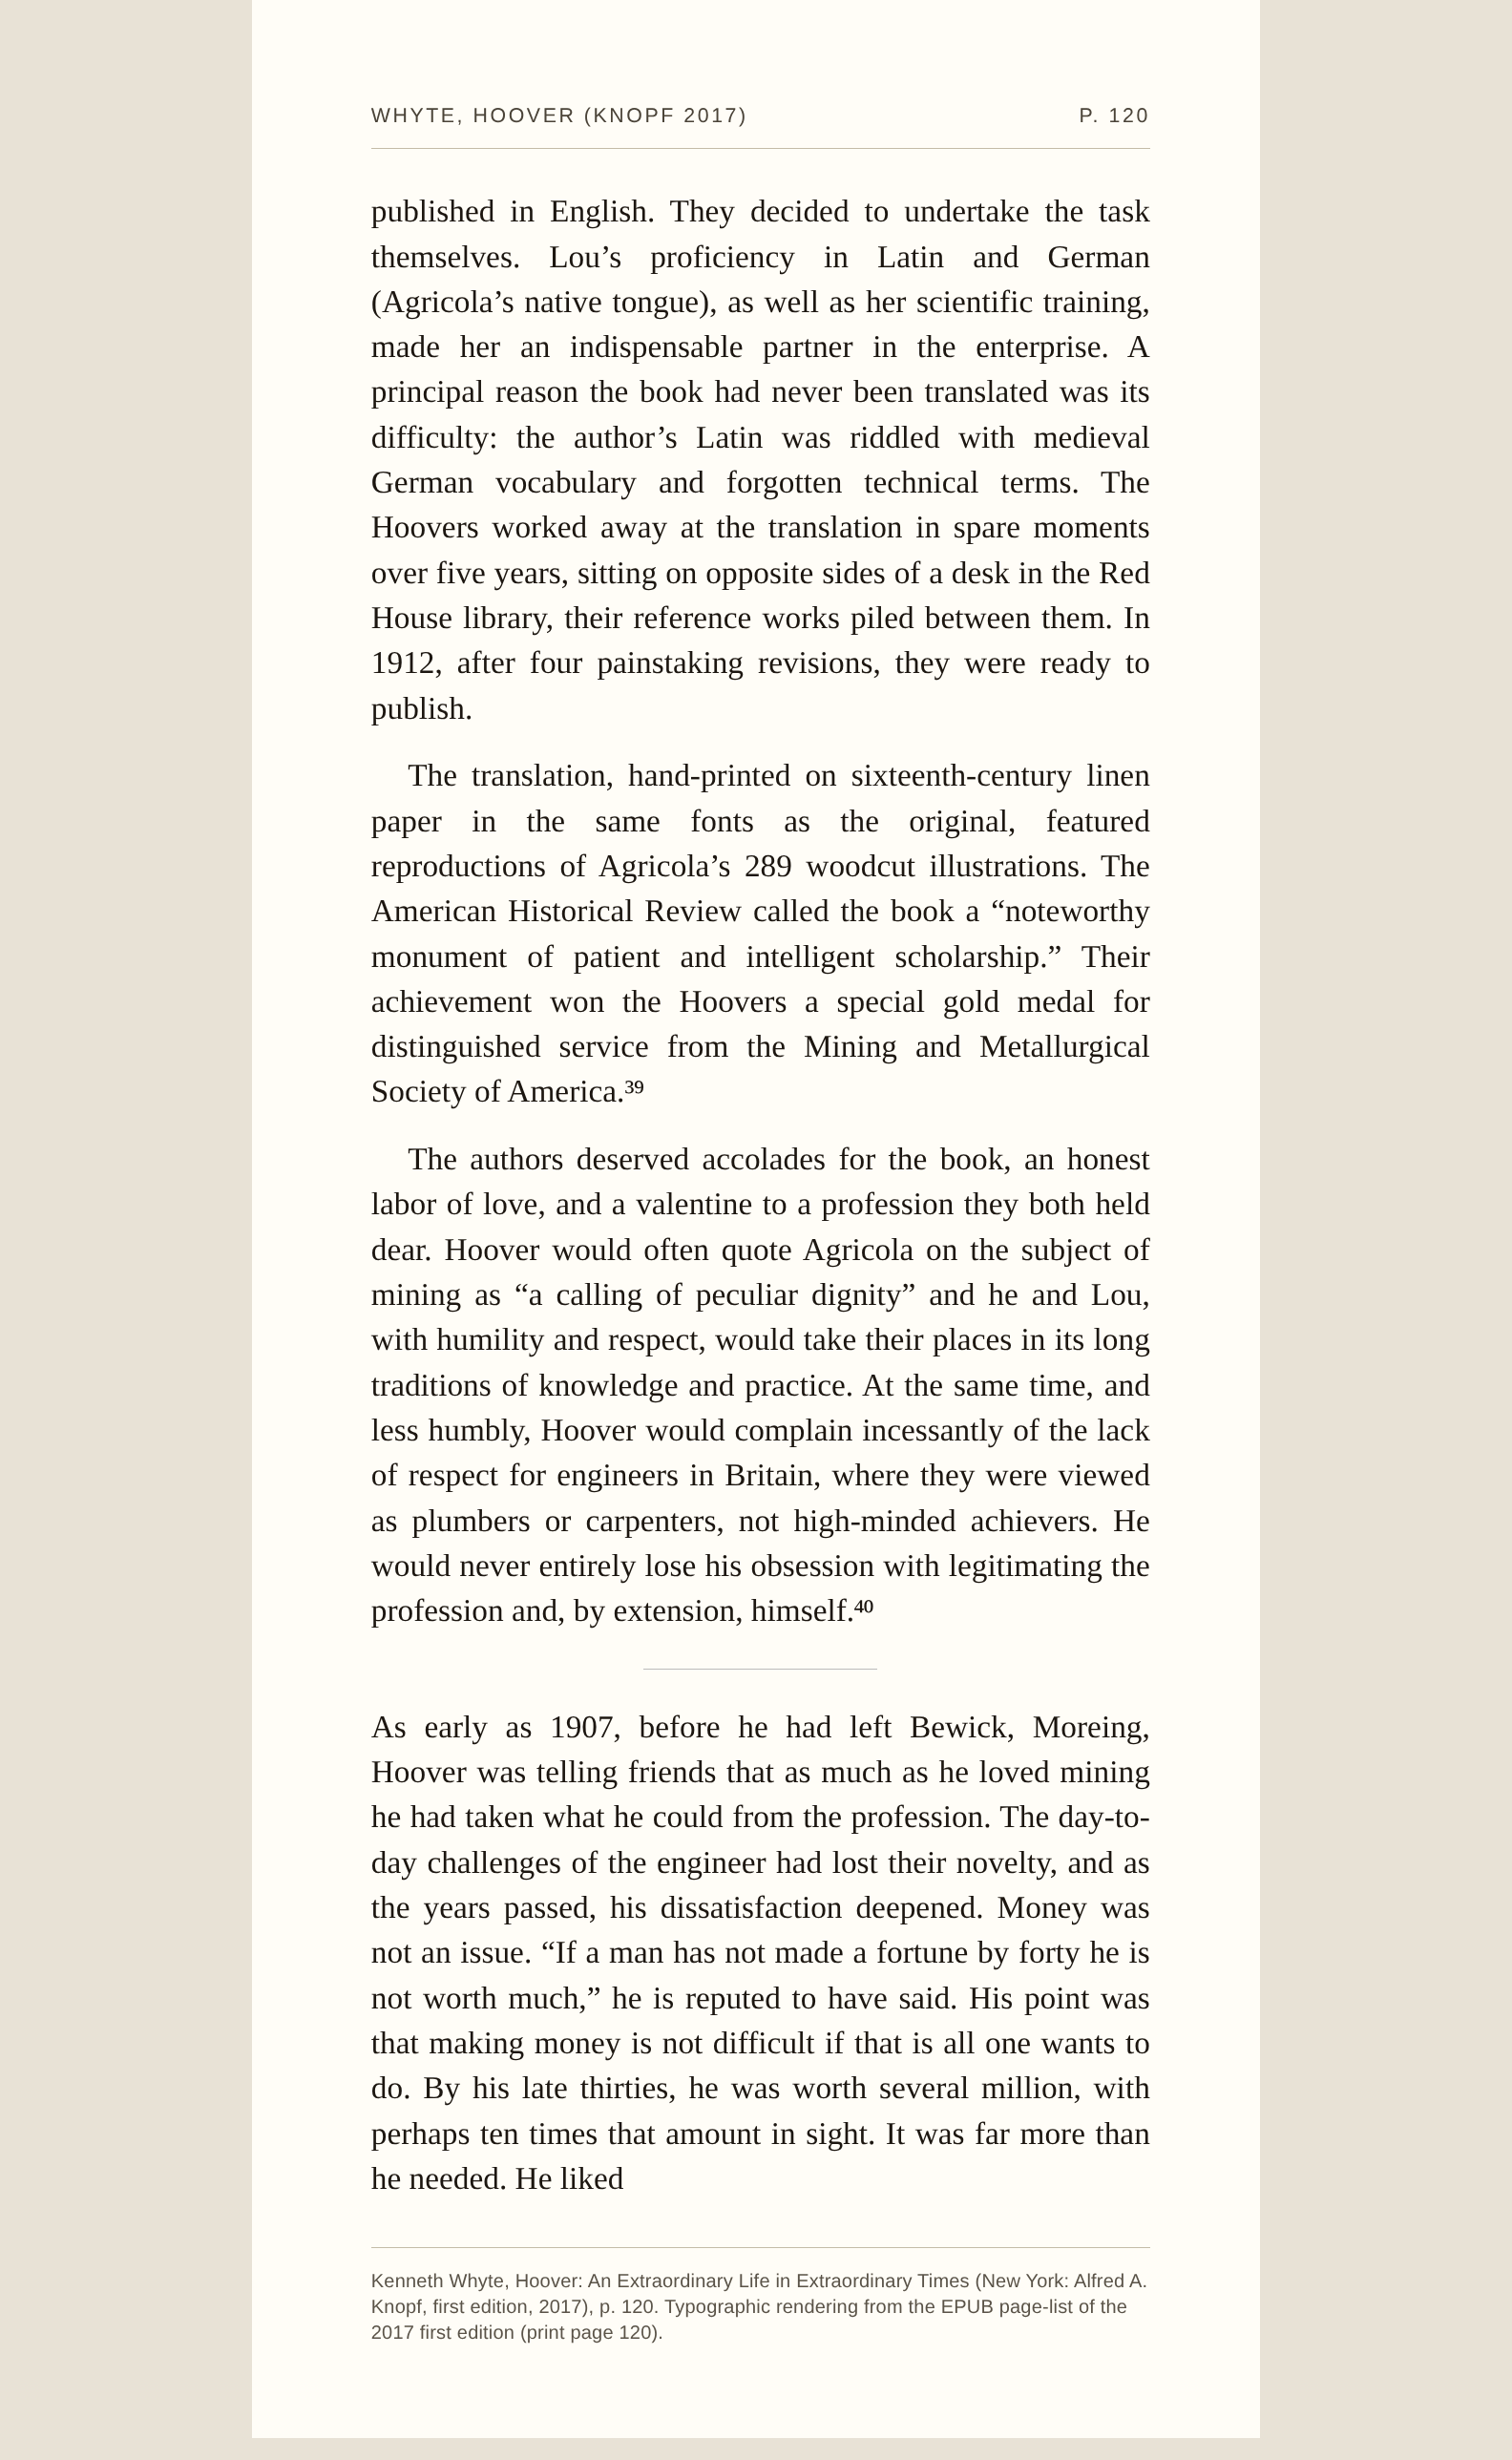 WHYTE, HOOVER (KNOPF 2017) P. 120
published in English. They decided to undertake the task
themselves. Lou’s proficiency in Latin and German
(Agricola’s native tongue), as well as her scientific training,
made her an indispensable partner in the enterprise. A
principal reason the book had never been translated was its
difficulty: the author’s Latin was riddled with medieval
German vocabulary and forgotten technical terms. The
Hoovers worked away at the translation in spare moments
over five years, sitting on opposite sides of a desk in the Red
House library, their reference works piled between them. In
1912, after four painstaking revisions, they were ready to
publish.
The translation, hand-printed on sixteenth-century linen
paper in the same fonts as the original, featured
reproductions of Agricola’s 289 woodcut illustrations. The
American Historical Review called the book a “noteworthy
monument of patient and intelligent scholarship.” Their
achievement won the Hoovers a special gold medal for
distinguished service from the Mining and Metallurgical
Society of America.³⁹
The authors deserved accolades for the book, an honest
labor of love, and a valentine to a profession they both held
dear. Hoover would often quote Agricola on the subject of
mining as “a calling of peculiar dignity” and he and Lou,
with humility and respect, would take their places in its long
traditions of knowledge and practice. At the same time, and
less humbly, Hoover would complain incessantly of the lack
of respect for engineers in Britain, where they were viewed
as plumbers or carpenters, not high-minded achievers. He
would never entirely lose his obsession with legitimating the
profession and, by extension, himself.⁴⁰
As early as 1907, before he had left Bewick, Moreing,
Hoover was telling friends that as much as he loved mining
he had taken what he could from the profession. The day-to-
day challenges of the engineer had lost their novelty, and as
the years passed, his dissatisfaction deepened. Money was
not an issue. “If a man has not made a fortune by forty he is
not worth much,” he is reputed to have said. His point was
that making money is not difficult if that is all one wants to
do. By his late thirties, he was worth several million, with
perhaps ten times that amount in sight. It was far more than
he needed. He liked
Kenneth Whyte, Hoover: An Extraordinary Life in Extraordinary Times (New York: Alfred A.
Knopf, first edition, 2017), p. 120. Typographic rendering from the EPUB page-list of the
2017 first edition (print page 120).